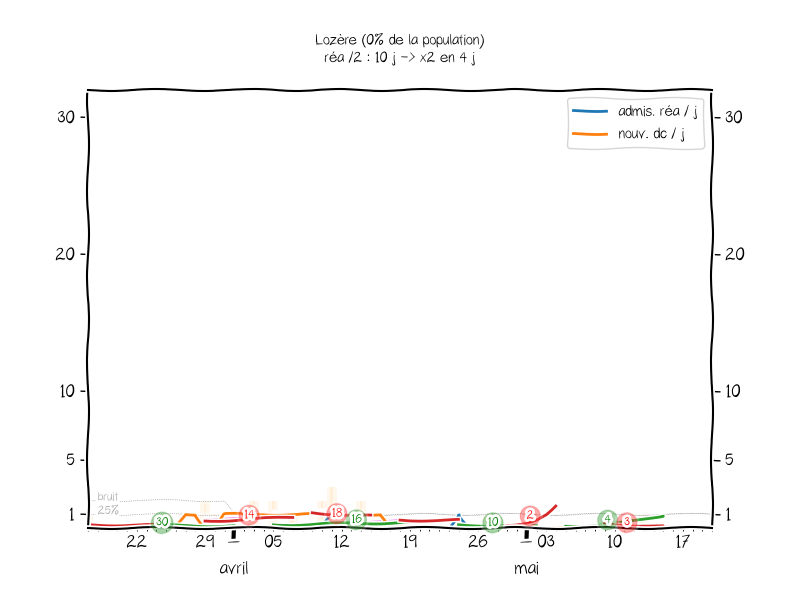 Lozère (0% de la population)
réa /2 : 10 j -> x2 en 4 j
admis. réa / j
nouv. dc / j
30 30
20 20
10 10
5 5
bruit
25%
1 1
30 14 18 16 10 2 4 3
22 29 05 12 19 26 03 10 17
avril mai